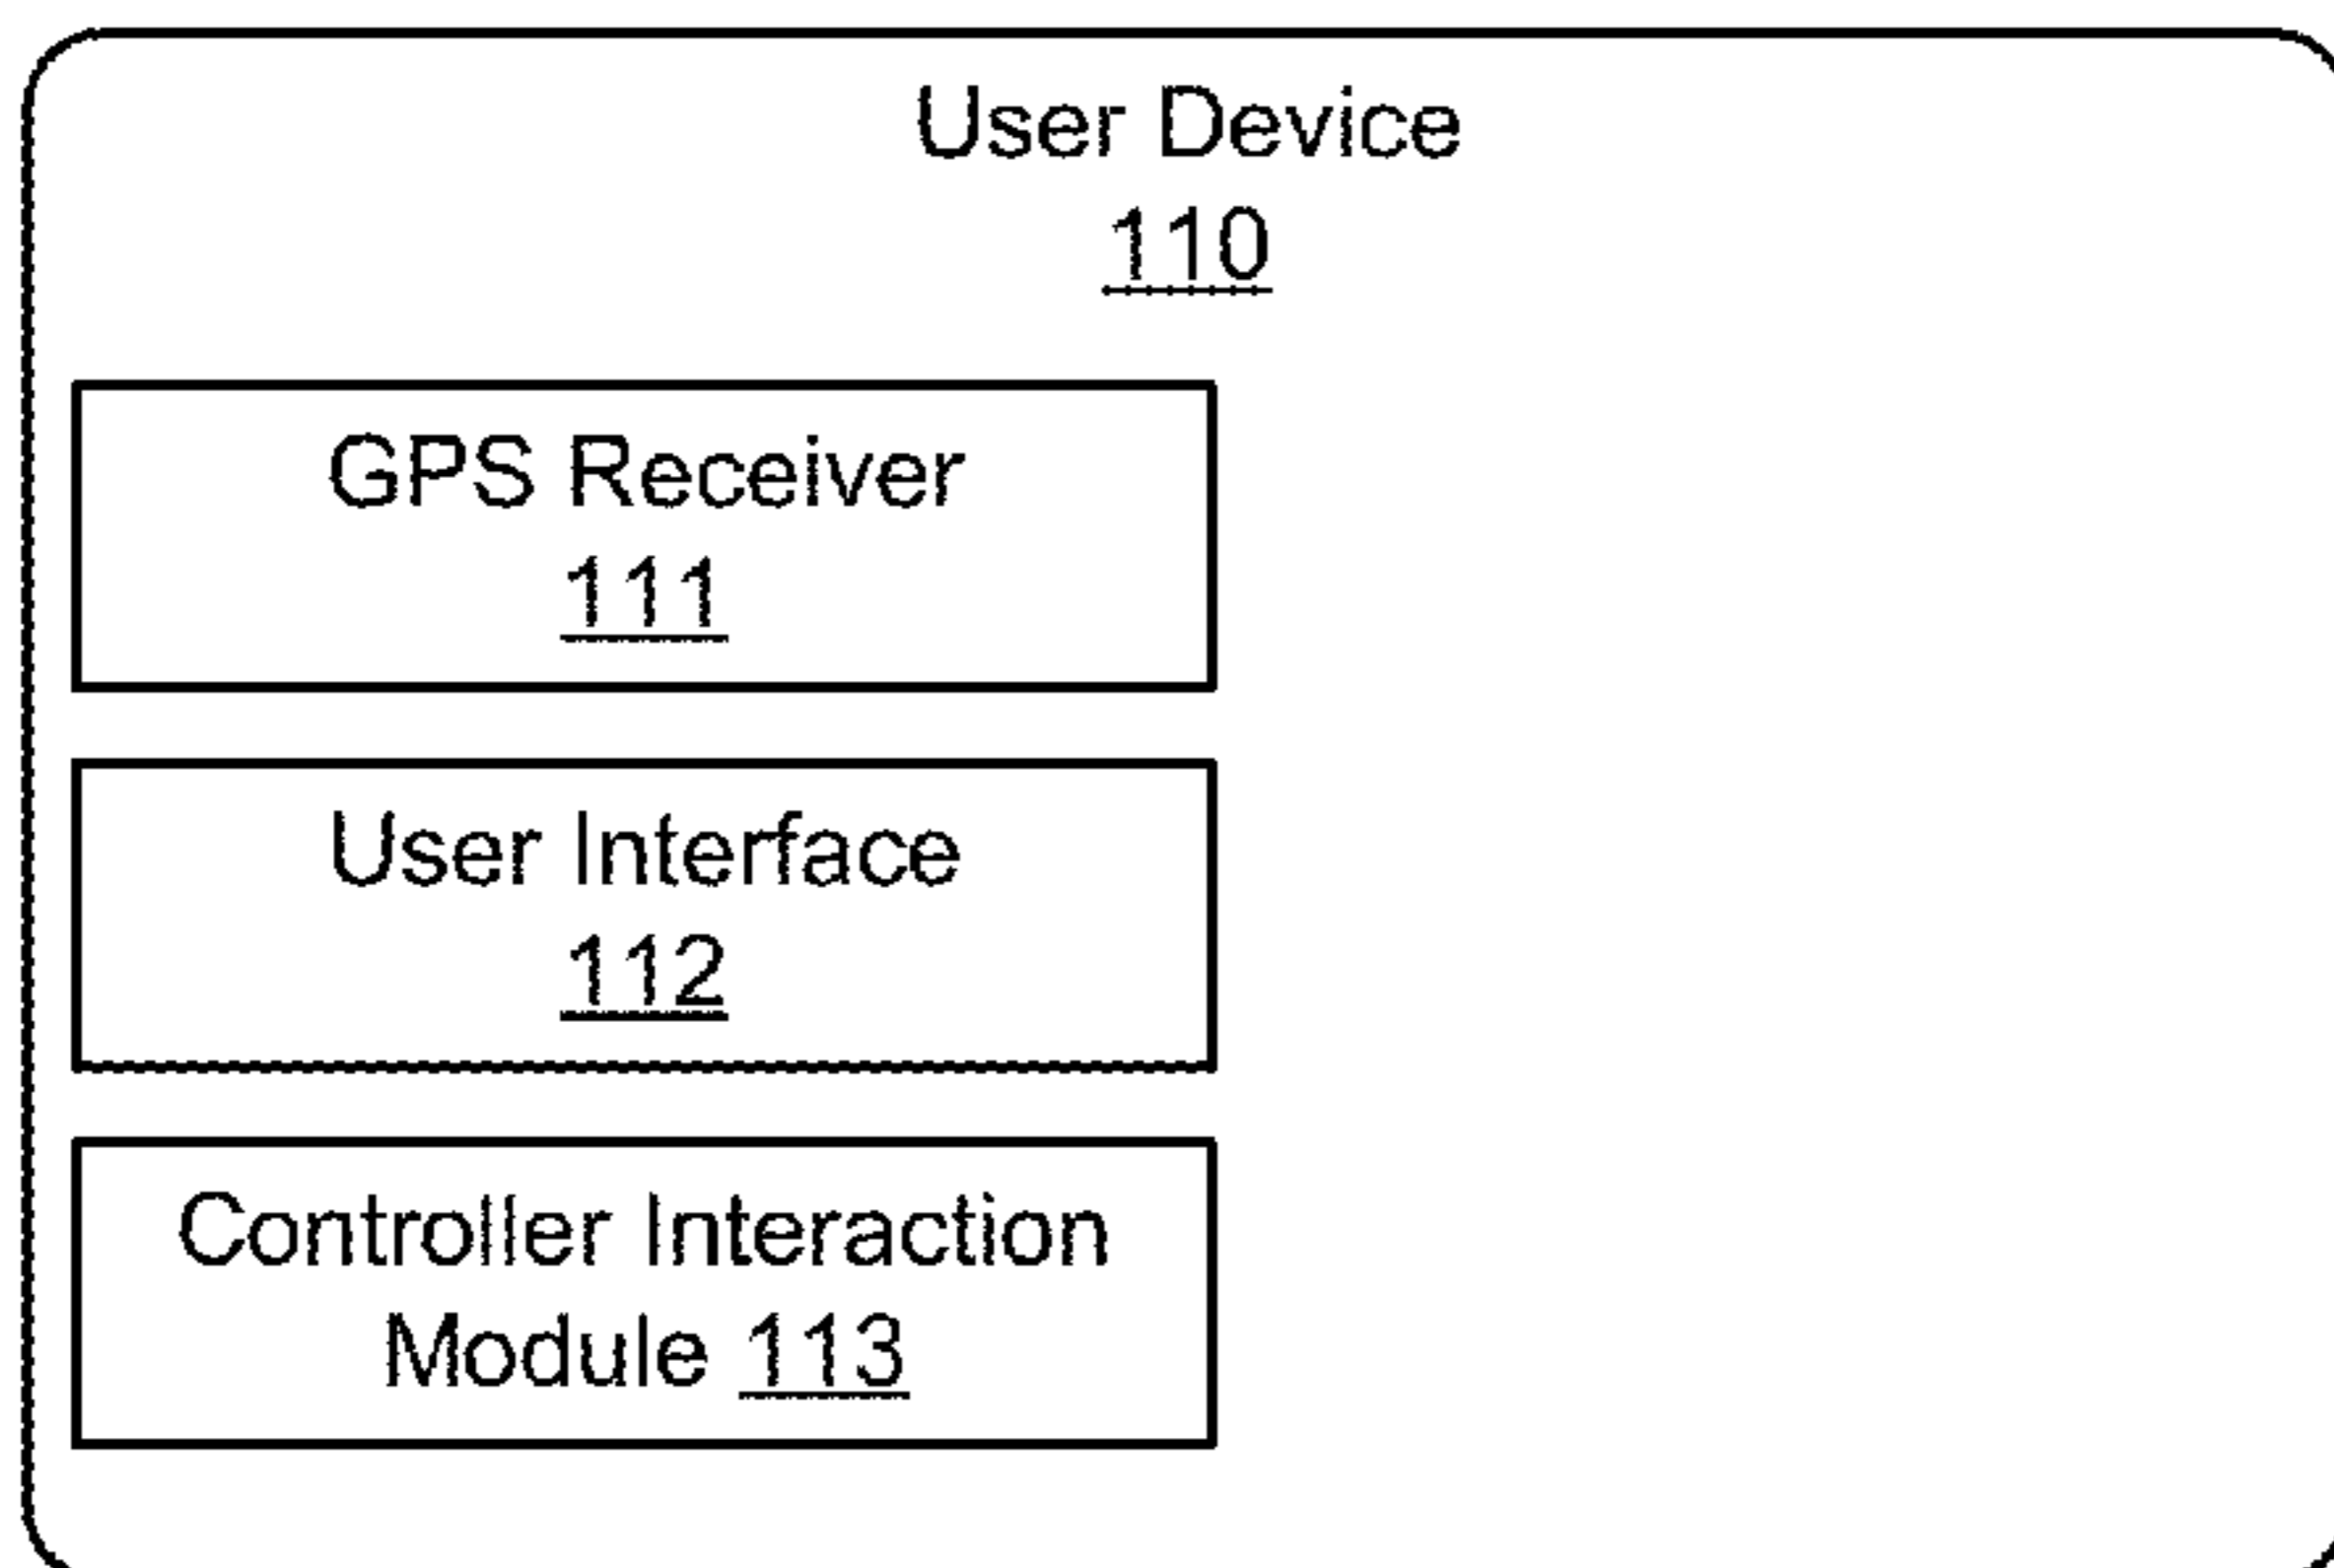 User Device
110
GPS Receiver
111
User Interface
112
Controller Interaction
Module 113